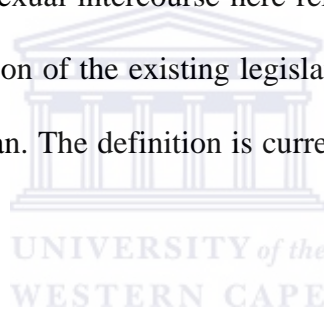 exual intercourse here re
on of the existing legisla
an. The definition is curre
UNIVERSITY of the
WESTERN CAPE